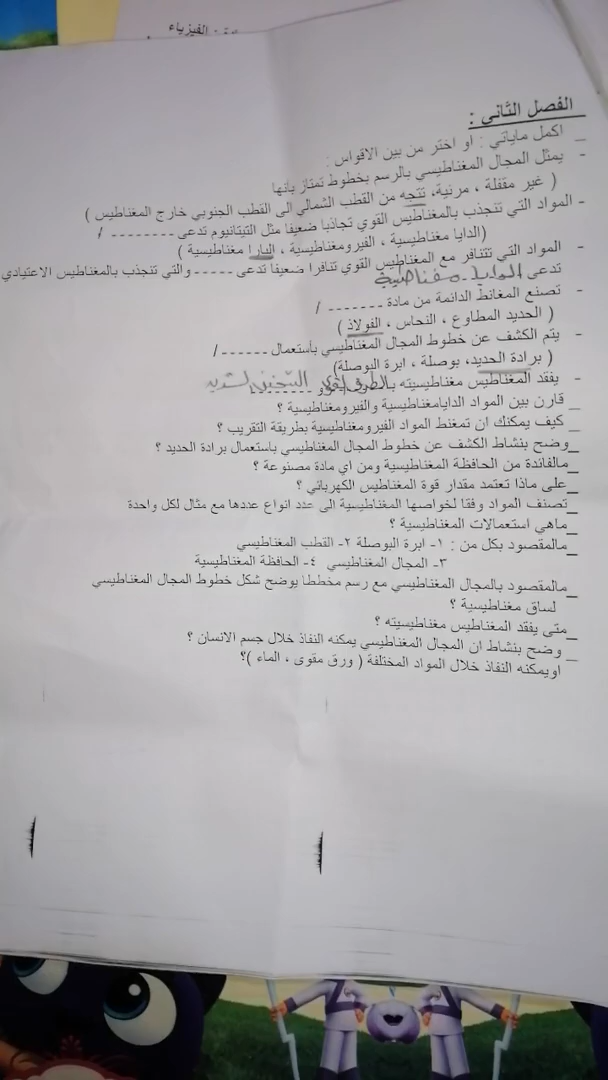 الفيزياء
الفصل الثاني :
_ اكمل ماياتي : او اختر من بين الاقواس :
- يمثل المجال المغناطيسي بالرسم بخطوط تمتاز بأنها
( غير مقفلة ، مرئية، تتجه من القطب الشمالي الى القطب الجنوبي خارج المغناطيس )
- المواد التي تنجذب بالمغناطيس القوي تجاذبا ضعيفا مثل التيتانيوم تدعى -------- /
(الدايا مغناطيسية ، الفيرومغناطيسية ، البارا مغناطيسية )
- المواد التي تتنافر مع المغناطيس القوي تنافرا ضعيفا تدعى ----- والتي تنجذب بالمغناطيس الاعتيادي
تدعى الدايا - مغناطيسية
- تصنع المغانط الدائمة من مادة ------- /
( الحديد المطاوع ، النحاس ، الفولاذ )
- يتم الكشف عن خطوط المجال المغناطيسي بأستعمال ------ /
( برادة الحديد، بوصلة ، ابرة البوصلة)
- يفقد المغناطيس مغناطيسيته التسخين الشديد
_ قارن بين المواد الدايامغناطيسية والفيرومغناطيسية ؟
_ كيف يمكنك ان تمغنط المواد الفيرومغناطيسية بطريقة التقريب ؟
_ وضح بنشاط الكشف عن خطوط المجال المغناطيسي باستعمال برادة الحديد ؟
_ مالفائدة من الحافظة المغناطيسية ومن اي مادة مصنوعة ؟
_ على ماذا تعتمد مقدار قوة المغناطيس الكهربائي ؟
_ تصنف المواد وفقا لخواصها المغناطيسية الى عدد انواع عددها مع مثال لكل واحدة
_ ماهي استعمالات المغناطيسية ؟
_ مالمقصود بكل من : ١- ابرة البوصلة ٢- القطب المغناطيسي
٣- المجال المغناطيسي ٤- الحافظة المغناطيسية
_ مالمقصود بالمجال المغناطيسي مع رسم مخططا يوضح شكل خطوط المجال المغناطيسي
لساق مغناطيسية ؟
_ متى يفقد المغناطيس مغناطيسيته ؟
_ وضح بنشاط ان المجال المغناطيسي يمكنه النفاذ خلال جسم الانسان ؟
اويمكنه النفاذ خلال المواد المختلفة ( ورق مقوى ، الماء )؟